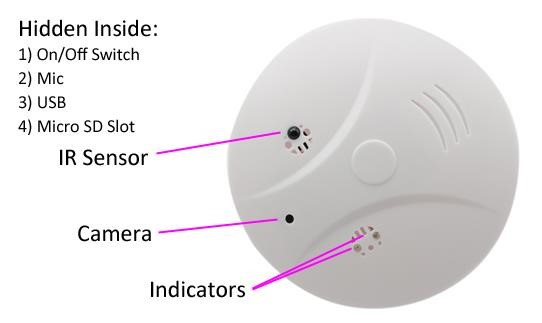 Hidden Inside:
1) On/Off Switch
2) Mic
3) USB
4) Micro SD Slot
IR Sensor
Camera
Indicators